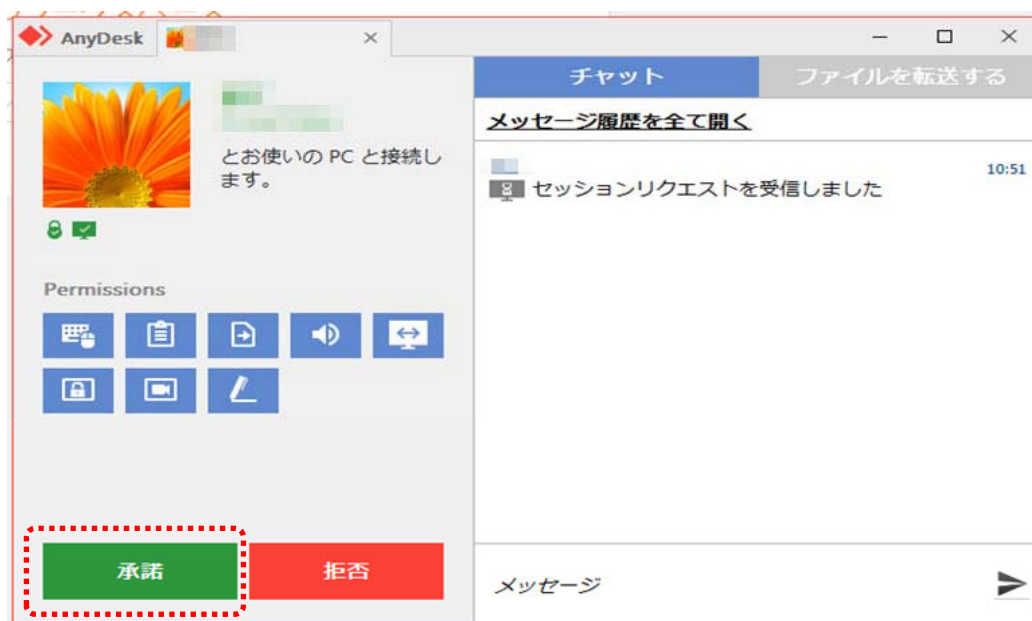 AnyDesk
チャット
ファイルを転送する
とお使いの PC と接続し
ます。
Permissions
承諾
拒否
メッセージ履歴を全て開く
10:51
セッションリクエストを受信しました
メッセージ